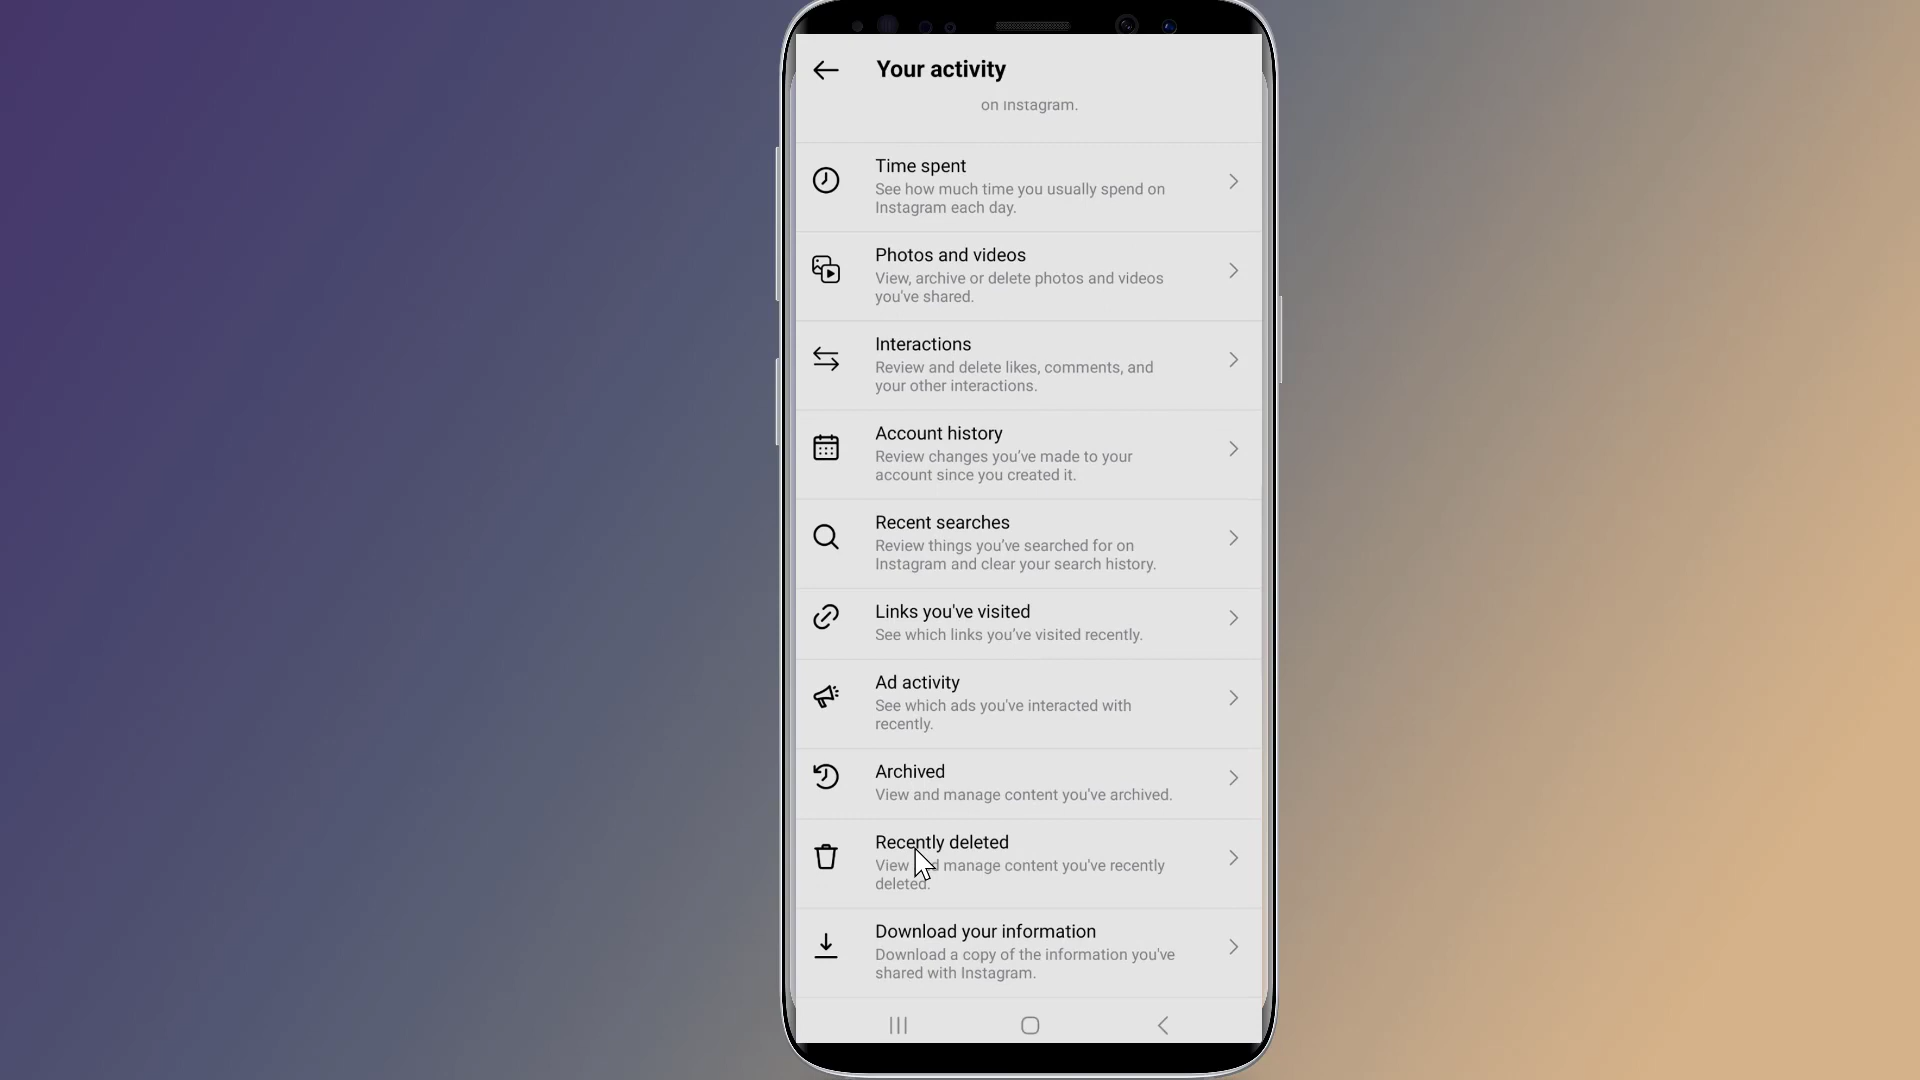 Your activity
on Instagram.
Time spent
See how much time you usually spend on
Instagram each day.
Photos and videos
View, archive or delete photos and videos
you've shared.
Interactions
Review and delete likes, comments, and
your other interactions.
Account history
Review changes you’ve made to your
account since you created it.
Recent searches
Review things you’ve searched for on
Instagram and clear your search history.
Links you've visited
See which links you’ve visited recently.
Ad activity
See which ads you've interacted with
recently.
Archived
View and manage content you've archived.
Recently deleted
View and manage content you've recently
deleted.
Download your information
Download a copy of the information you've
shared with Instagram.